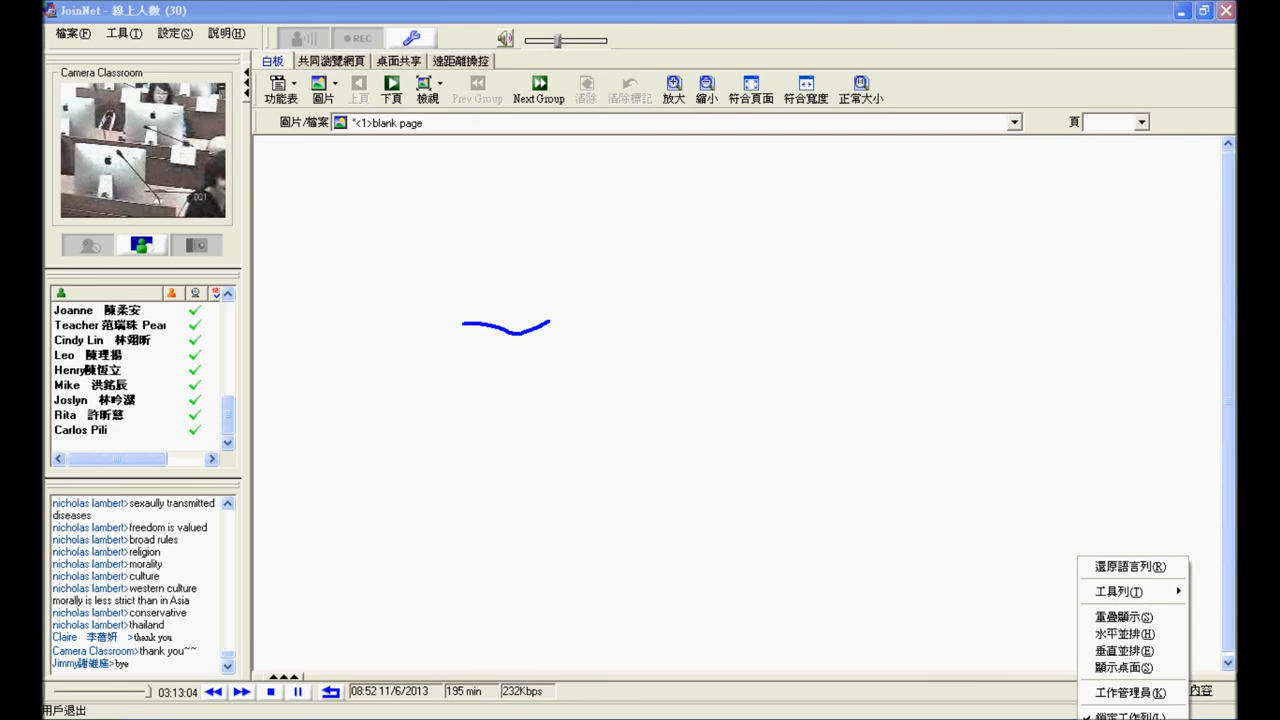 JoinNet - 線上人數 (30)
檔案(F) 工具(T) 設定(S) 說明(H)
REC
Camera Classroom
001
白板 共同瀏覽網頁 桌面共享 遠距離操控
功能表 圖片 上頁 下頁 檢視 Prev Group Next Group 清除 清除標記 放大 縮小 符合頁面 符合寬度 正常大小
圖片/檔案 *<1>blank page 頁
Joanne 陳柔安
Teacher 范瑞珠 Pear
Cindy Lin 林翊昕
Leo 陳理揚
Henry陳恆立
Mike 洪銘辰
Joslyn 林吟潔
Rita 許昕慈
Carlos Pili
nicholas lambert>sexaully transmitted
diseases
nicholas lambert>freedom is valued
nicholas lambert>broad rules
nicholas lambert>religion
nicholas lambert>morality
nicholas lambert>culture
nicholas lambert>western culture
morally is less strict than in Asia
nicholas lambert>conservative
nicholas lambert>thailand
Claire 李蓓妍 >thank you
Camera Classroom>thank you~~
Jimmy謝維庭>bye
還原語言列(R)
工具列(T)
重疊顯示(S)
水平並排(H)
垂直並排(E)
顯示桌面(S)
工作管理員(K)
鎖定工作列(L)
03:13:04 08:52 11/6/2013 195 min 232Kbps 內容
用戶退出